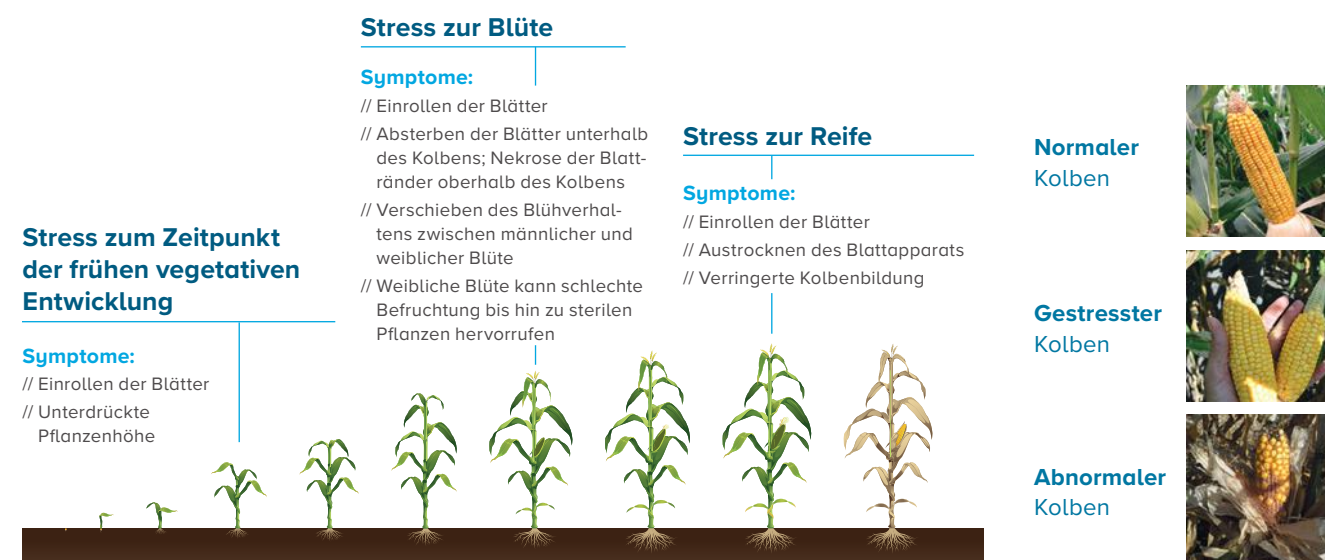 Stress zum Zeitpunkt
der frühen vegetativen
Entwicklung
Symptome:
// Einrollen der Blätter
// Unterdrückte
Pflanzenhöhe
Stress zur Blüte
Symptome:
// Einrollen der Blätter
// Absterben der Blätter unterhalb
des Kolbens; Nekrose der Blatt-
ränder oberhalb des Kolbens
// Verschieben des Blühverhal-
tens zwischen männlicher und
weiblicher Blüte
// Weibliche Blüte kann schlechte
Befruchtung bis hin zu sterilen
Pflanzen hervorrufen
Stress zur Reife
Symptome:
// Einrollen der Blätter
// Austrocknen des Blattapparats
// Verringerte Kolbenbildung
Normaler
Kolben
Gestresster
Kolben
Abnormaler
Kolben